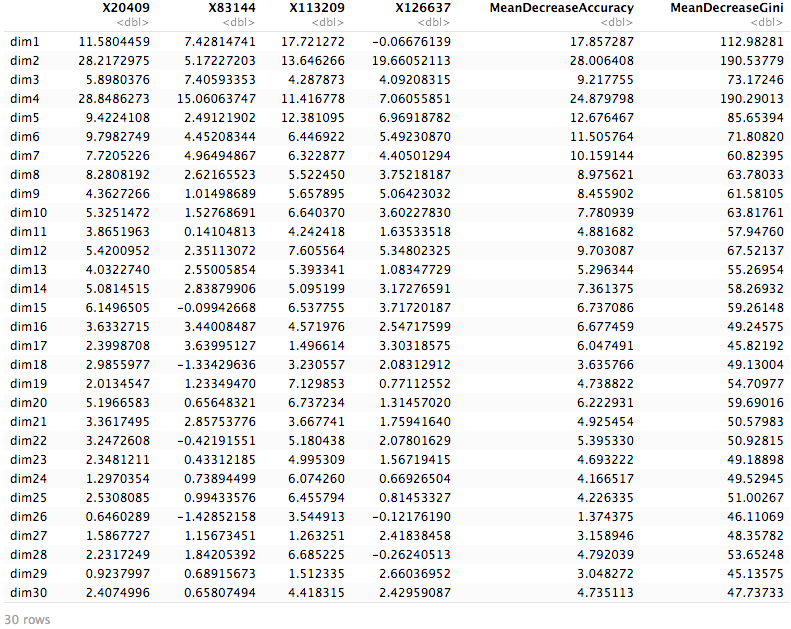 X20409 X83144 X113209 X126637 MeanDecreaseAccuracy MeanDecreaseGini
<dbl> <dbl> <dbl> <dbl> <dbl> <dbl>
dim1 11.5804459 7.42814741 17.721272 -0.06676139 17.857287 112.98281
dim2 28.2172975 5.17227203 13.646266 19.66052113 28.006408 190.53779
dim3 5.8980376 7.40593353 4.287873 4.09208315 9.217755 73.17246
dim4 28.8486273 15.06063747 11.416778 7.06055851 24.879798 190.29013
dim5 9.4224108 2.49121902 12.381095 6.96918782 12.676467 85.65394
dim6 9.7982749 4.45208344 6.446922 5.49230870 11.505764 71.80820
dim7 7.7205226 4.96494867 6.322877 4.40501294 10.159144 60.82395
dim8 8.2808192 2.62165523 5.522450 3.75218187 8.975621 63.78033
dim9 4.3627266 1.01498689 5.657895 5.06423032 8.455902 61.58105
dim10 5.3251472 1.52768691 6.640370 3.60227830 7.780939 63.81761
dim11 3.8651963 0.14104813 4.242418 1.63533518 4.881682 57.94760
dim12 5.4200952 2.35113072 7.605564 5.34802325 9.703087 67.52137
dim13 4.0322740 2.55005854 5.393341 1.08347729 5.296344 55.26954
dim14 5.0814515 2.83879906 5.095199 3.17276591 7.361375 58.26932
dim15 6.1496505 -0.09942668 6.537755 3.71720187 6.737086 59.26148
dim16 3.6332715 3.44008487 4.571976 2.54717599 6.677459 49.24575
dim17 2.3998708 3.63995127 1.496614 3.30318575 6.047491 45.82192
dim18 2.9855977 -1.33429636 3.230557 2.08312912 3.635766 49.13004
dim19 2.0134547 1.23349470 7.129853 0.77112552 4.738822 54.70977
dim20 5.1966583 0.65648321 6.737234 1.31457020 6.222931 59.69016
dim21 3.3617495 2.85753776 3.667741 1.75941640 4.925454 50.57983
dim22 3.2472608 -0.42191551 5.180438 2.07801629 5.395330 50.92815
dim23 2.3481211 0.43312185 4.995309 1.56719415 4.693222 49.18898
dim24 1.2970354 0.73894499 6.074260 0.66926504 4.166517 49.52945
dim25 2.5308085 0.99433576 6.455794 0.81453327 4.226335 51.00267
dim26 0.6460289 -1.42852158 3.544913 -0.12176190 1.374375 46.11069
dim27 1.5867727 1.15673451 1.263251 2.41838458 3.158946 48.35782
dim28 2.2317249 1.84205392 6.685225 -0.26240513 4.792039 53.65248
dim29 0.9237997 0.68915673 1.512335 2.66036952 3.048272 45.13575
dim30 2.4074996 0.65807494 4.418315 2.42959087 4.735113 47.73733
30 rows